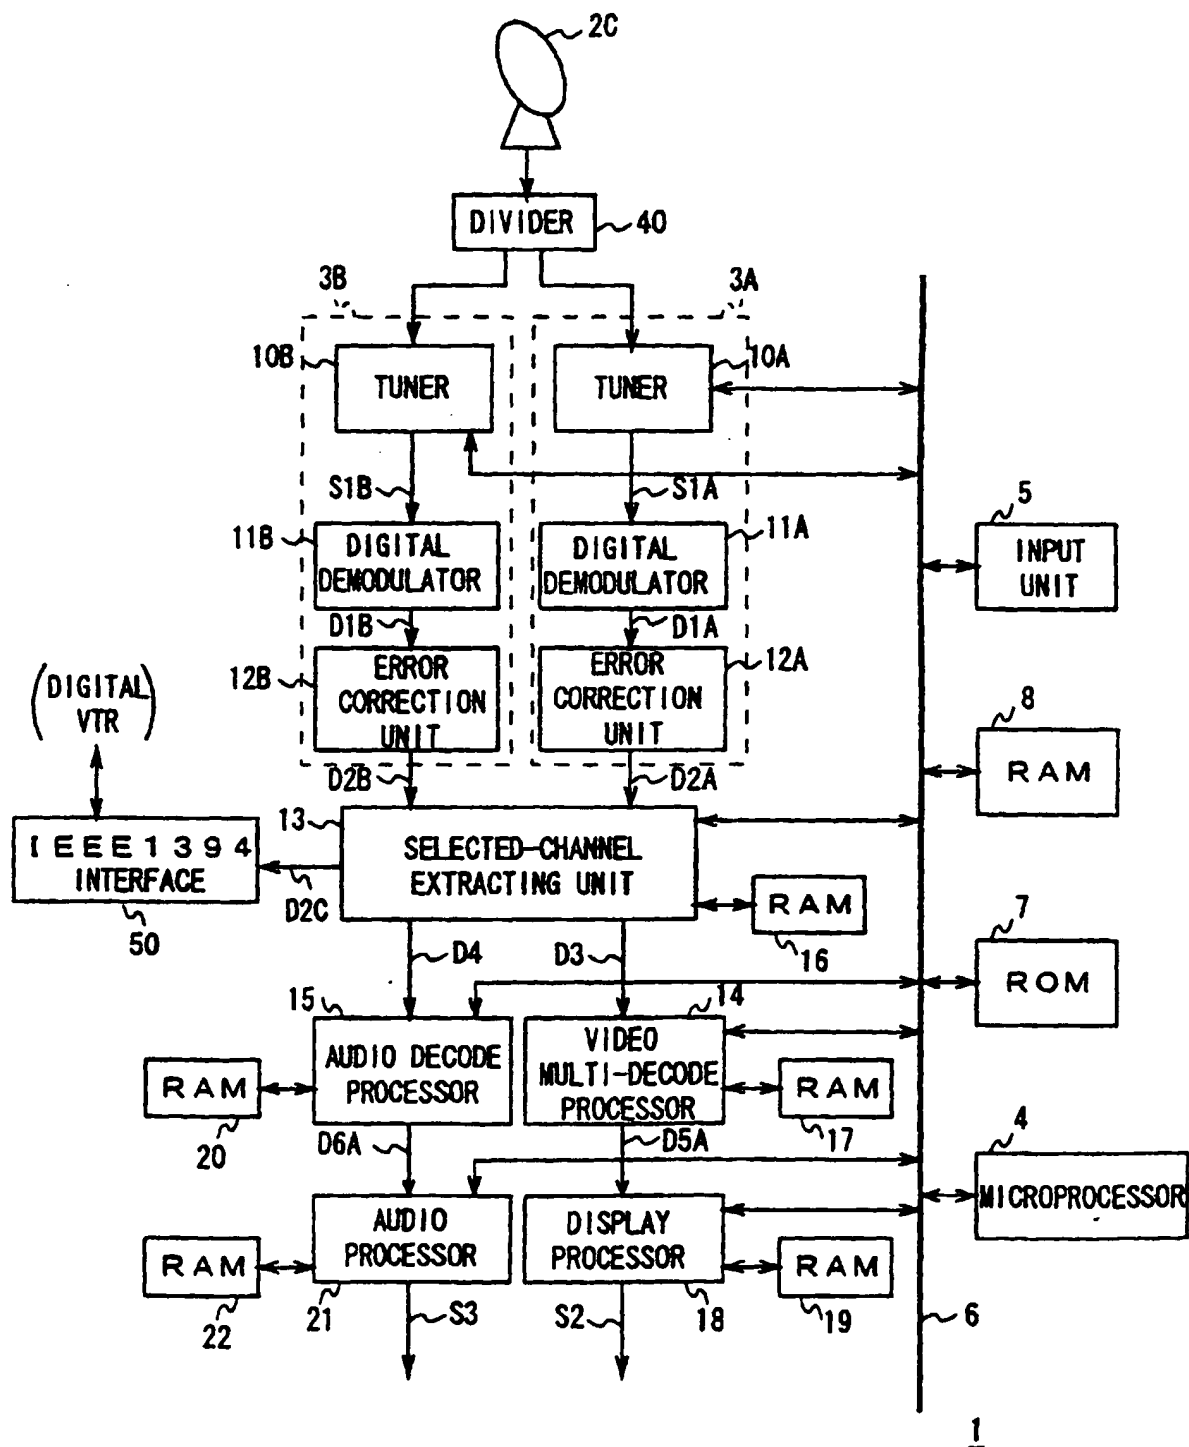 2C
DIVIDER
40
3B
3A
10B
TUNER
TUNER
10A
S1B
S1A
11B
DIGITAL
DEMODULATOR
DIGITAL
DEMODULATOR
11A
5
INPUT
UNIT
D1B
D1A
12B
ERROR
CORRECTION
UNIT
ERROR
CORRECTION
UNIT
12A
(DIGITAL
VTR)
8
RAM
D2B
D2A
13
SELECTED-CHANNEL
EXTRACTING UNIT
IEEE1394
INTERFACE
50
D2C
RAM
16
7
ROM
D4
D3
15
AUDIO DECODE
PROCESSOR
14
VIDEO
MULTI-DECODE
PROCESSOR
RAM
20
RAM
17
D6A
D5A
4
MICROPROCESSOR
AUDIO
PROCESSOR
21
DISPLAY
PROCESSOR
18
RAM
22
RAM
19
S3
S2
6
1